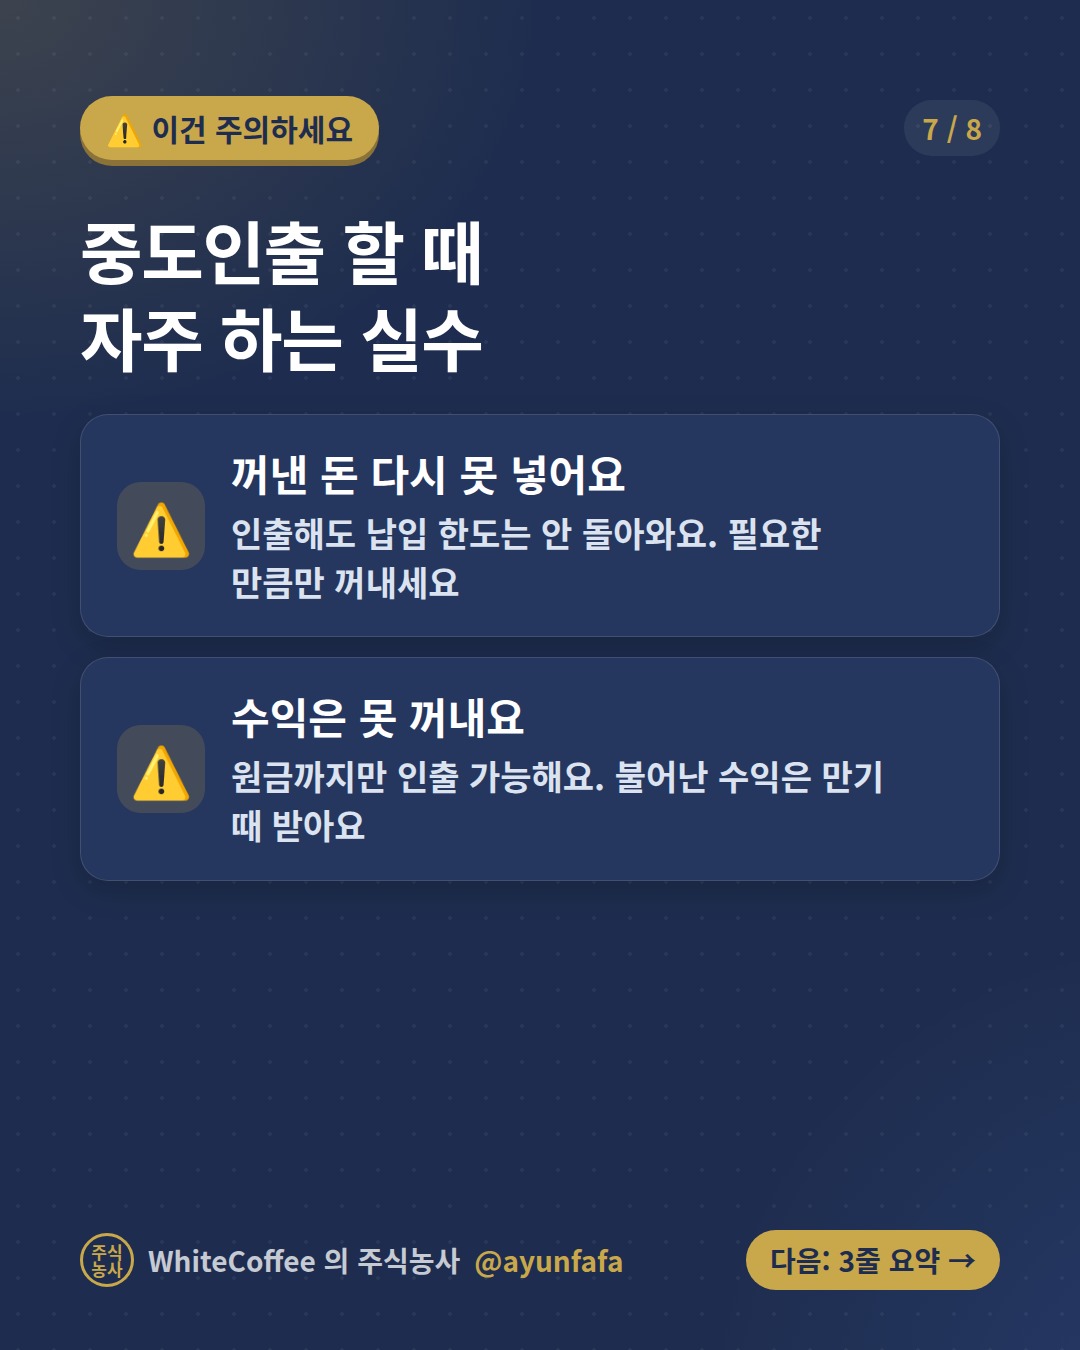 ⚠️ 이건 주의하세요
7 / 8
중도인출 할 때
자주 하는 실수
⚠️
꺼낸 돈 다시 못 넣어요
인출해도 납입 한도는 안 돌아와요. 필요한
만큼만 꺼내세요
⚠️
수익은 못 꺼내요
원금까지만 인출 가능해요. 불어난 수익은 만기
때 받아요
주식
농사
WhiteCoffee 의 주식농사 @ayunfafa
다음: 3줄 요약 →